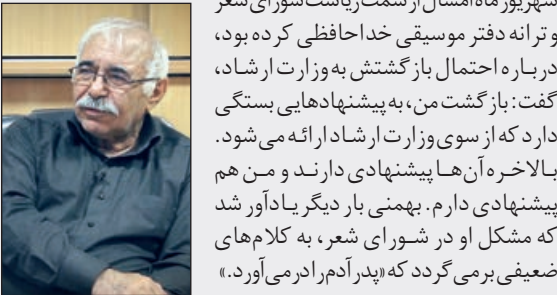 شهریور ماه امسال از سمت ریاست شورای شعر
و ترانه دفتر موسیقی خداحافظی کرده بود،
درباره احتمال بازگشتش به وزارت ارشاد،
گفت: بازگشت من، به پیشنهادهایی بستگی
دارد که از سوی وزارت ارشاد ارائه می‌شود.
بالاخره آن‌ها پیشنهادی دارند و من هم
پیشنهادی دارم. بهمنی بار دیگر یادآور شد
که مشکل او در شورای شعر، به کلام‌های
ضعیفی برمی‌گردد که «پدر آدم را درمی‌آورد.»